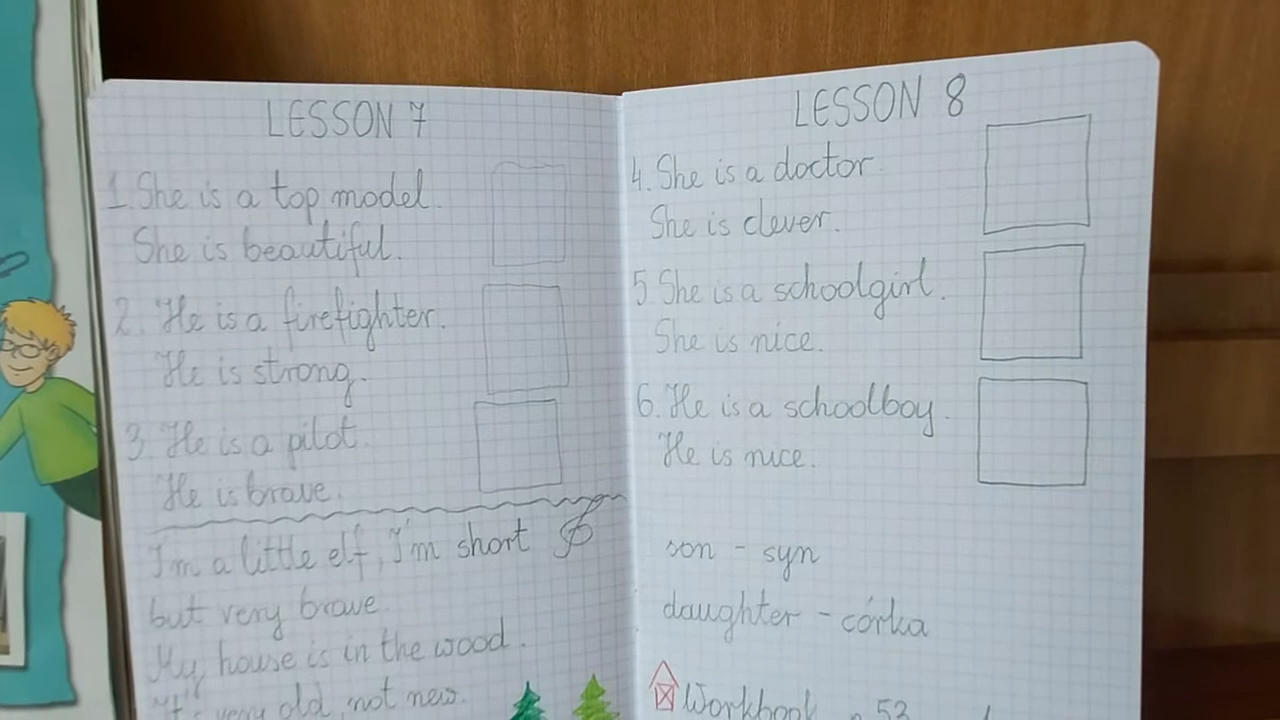 LESSON 7
1. She is a top model.
She is beautiful.
2. He is a firefighter.
He is strong.
3. He is a pilot.
He is brave.
I'm a little elf, I'm short
but very brave
My house is in the wood.
It's very old, not new.
LESSON 8
4. She is a doctor.
She is clever.
5. She is a schoolgirl.
She is nice.
6. He is a schoolboy.
He is nice.
son - syn
daughter - córka
Workbook p. 53